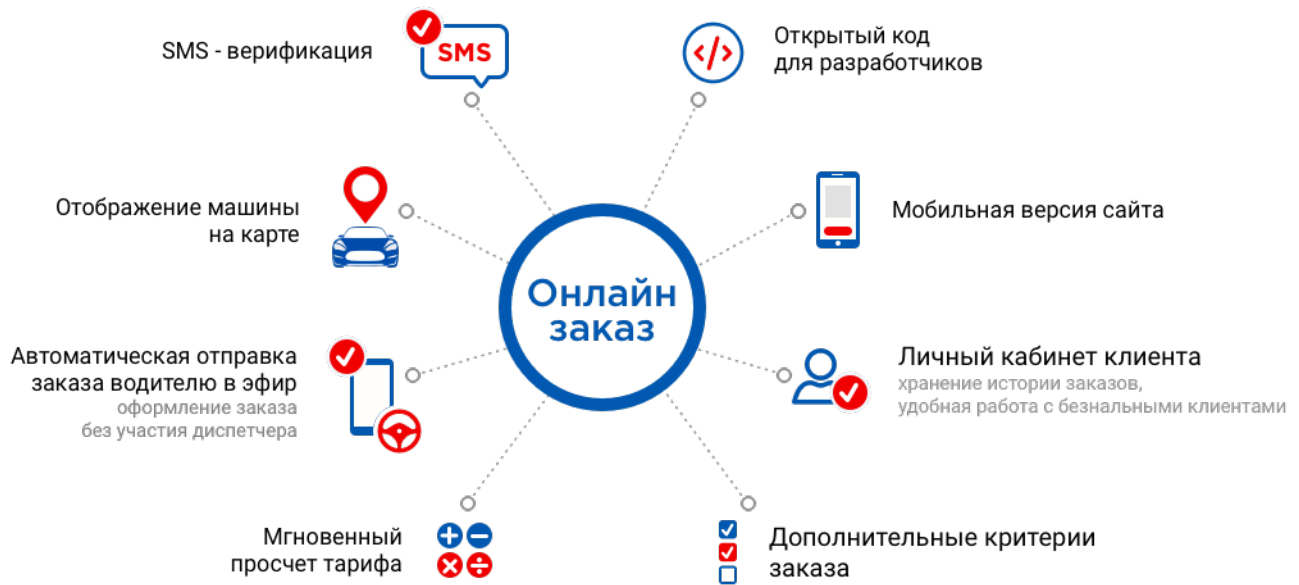 SMS - верификация
SMS
Открытый код
для разработчиков
Отображение машины
на карте
Мобильная версия сайта
Онлайн
заказ
Автоматическая отправка
заказа водителю в эфир
оформление заказа
без участия диспетчера
Личный кабинет клиента
хранение истории заказов,
удобная работа с безнальными клиентами
Мгновенный
просчет тарифа
Дополнительные критерии
заказа